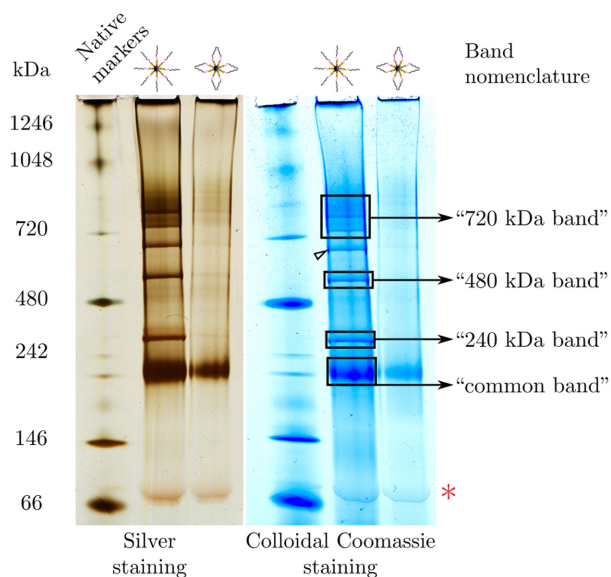 Native
markers
kDa
Band
nomenclature
1246
1048
720
480
242
146
66
“720 kDa band”
“480 kDa band”
“240 kDa band”
“common band”
*
Silver
staining
Colloidal Coomassie
staining